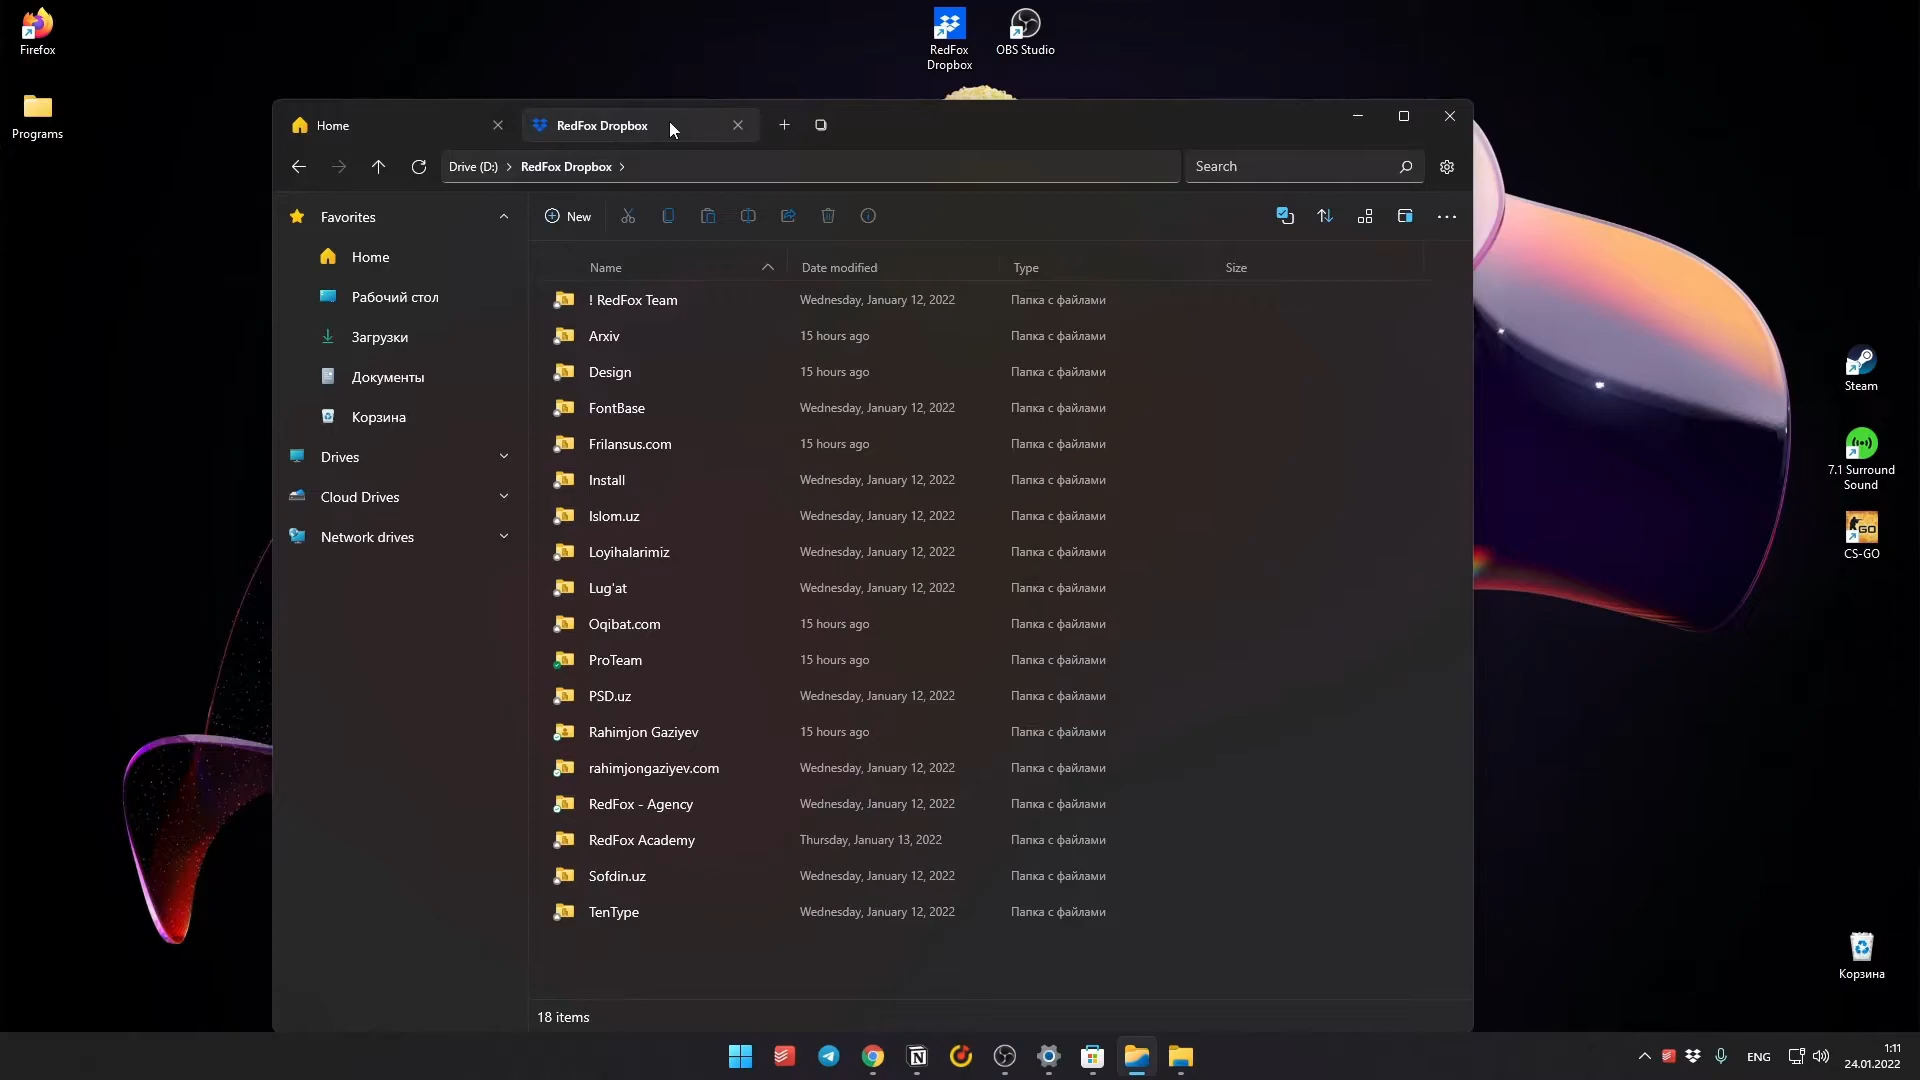 Firefox
Programs
RedFox
Dropbox
OBS Studio
Home
RedFox Dropbox
Drive (D:)
RedFox Dropbox
Search
New
Favorites
Home
Рабочий стол
Загрузки
Документы
Корзина
Drives
Cloud Drives
Network drives
Name
Date modified
Type
Size
! RedFox Team Wednesday, January 12, 2022 Папка с файлами
Arxiv 15 hours ago Папка с файлами
Design 15 hours ago Папка с файлами
FontBase Wednesday, January 12, 2022 Папка с файлами
Frilansus.com 15 hours ago Папка с файлами
Install Wednesday, January 12, 2022 Папка с файлами
Islom.uz Wednesday, January 12, 2022 Папка с файлами
Loyihalarimiz Wednesday, January 12, 2022 Папка с файлами
Lug'at Wednesday, January 12, 2022 Папка с файлами
Oqibat.com 15 hours ago Папка с файлами
ProTeam 15 hours ago Папка с файлами
PSD.uz Wednesday, January 12, 2022 Папка с файлами
Rahimjon Gaziyev 15 hours ago Папка с файлами
rahimjongaziyev.com Wednesday, January 12, 2022 Папка с файлами
RedFox - Agency Wednesday, January 12, 2022 Папка с файлами
RedFox Academy Thursday, January 13, 2022 Папка с файлами
Sofdin.uz Wednesday, January 12, 2022 Папка с файлами
TenType Wednesday, January 12, 2022 Папка с файлами
18 items
Steam
7.1 Surround
Sound
GO
CS-GO
Корзина
ENG
1:11
24.01.2022